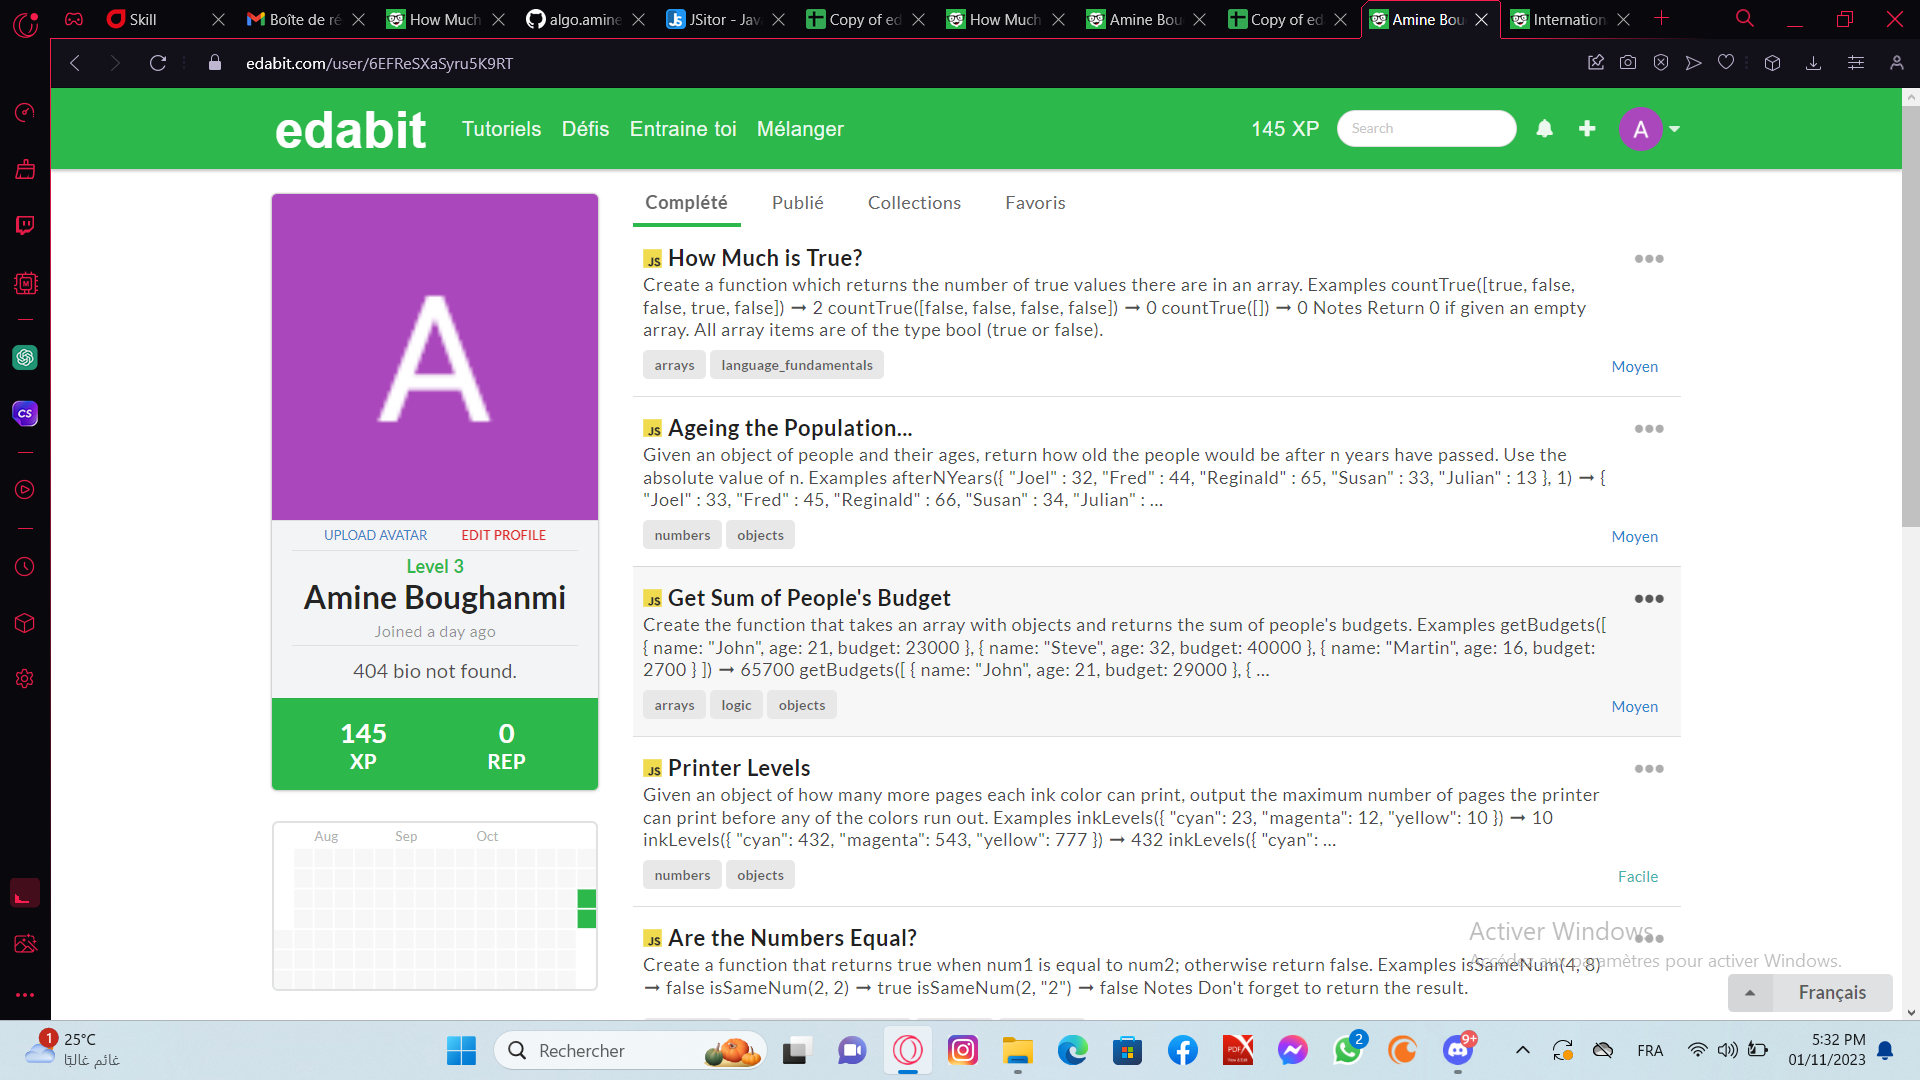 Skill
Boîte de ré
How Much
algo.amine
JSitor - Jav
Copy of ed
How Much
Amine Bou
Copy of ed
Amine Bou
Internation
edabit.com/user/6EFReSXaSyru5K9RT
edabit
Tutoriels
Défis
Entraine toi
Mélanger
145 XP
Search
A
A
UPLOAD AVATAR
EDIT PROFILE
Level 3
Amine Boughanmi
Joined a day ago
404 bio not found.
145
XP
0
REP
Aug
Sep
Oct
Complété
Publié
Collections
Favoris
JS How Much is True?
Create a function which returns the number of true values there are in an array. Examples countTrue([true, false,
false, true, false]) ➞ 2 countTrue([false, false, false, false]) ➞ 0 countTrue([]) ➞ 0 Notes Return 0 if given an empty
array. All array items are of the type bool (true or false).
arrays
language_fundamentals
Moyen
JS Ageing the Population...
Given an object of people and their ages, return how old the people would be after n years have passed. Use the
absolute value of n. Examples afterNYears({ "Joel" : 32, "Fred" : 44, "Reginald" : 65, "Susan" : 33, "Julian" : 13 }, 1) ➞ {
"Joel" : 33, "Fred" : 45, "Reginald" : 66, "Susan" : 34, "Julian" : ...
numbers
objects
Moyen
JS Get Sum of People's Budget
Create the function that takes an array with objects and returns the sum of people's budgets. Examples getBudgets([
{ name: "John", age: 21, budget: 23000 }, { name: "Steve", age: 32, budget: 40000 }, { name: "Martin", age: 16, budget:
2700 } ]) ➞ 65700 getBudgets([ { name: "John", age: 21, budget: 29000 }, { ...
arrays
logic
objects
Moyen
JS Printer Levels
Given an object of how many more pages each ink color can print, output the maximum number of pages the printer
can print before any of the colors run out. Examples inkLevels({ "cyan": 23, "magenta": 12, "yellow": 10 }) ➞ 10
inkLevels({ "cyan": 432, "magenta": 543, "yellow": 777 }) ➞ 432 inkLevels({ "cyan": ...
numbers
objects
Facile
JS Are the Numbers Equal?
Create a function that returns true when num1 is equal to num2; otherwise return false. Examples isSameNum(4, 8)
➞ false isSameNum(2, 2) ➞ true isSameNum(2, "2") ➞ false Notes Don't forget to return the result.
Activer Windows
Accédez aux paramètres pour activer Windows.
Français
1
25°C
غائم غالبًا
Rechercher
2
9+
FRA
5:32 PM
01/11/2023